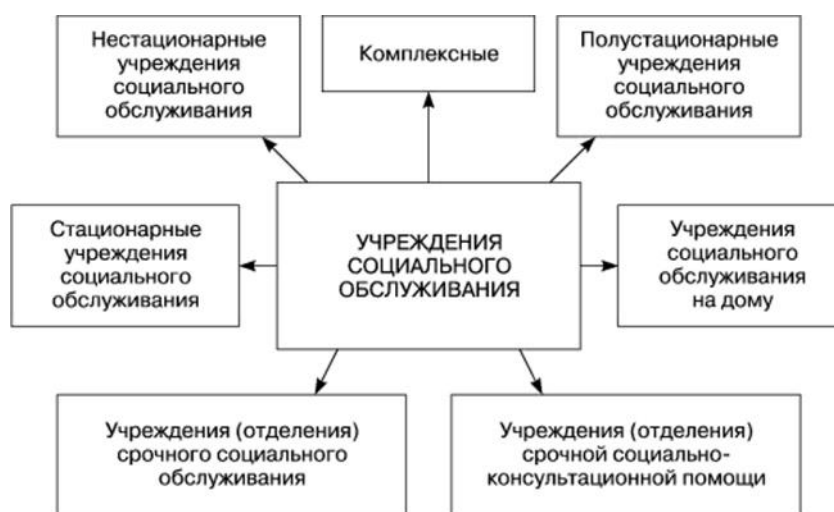 Нестационарные
учреждения
социального
обслуживания
Комплексные
Полустационарные
учреждения
социального
обслуживания
Стационарные
учреждения
социального
обслуживания
УЧРЕЖДЕНИЯ
СОЦИАЛЬНОГО
ОБСЛУЖИВАНИЯ
Учреждения
социального
обслуживания
на дому
Учреждения (отделения)
срочного социального
обслуживания
Учреждения (отделения)
срочной социально-
консультационной помощи